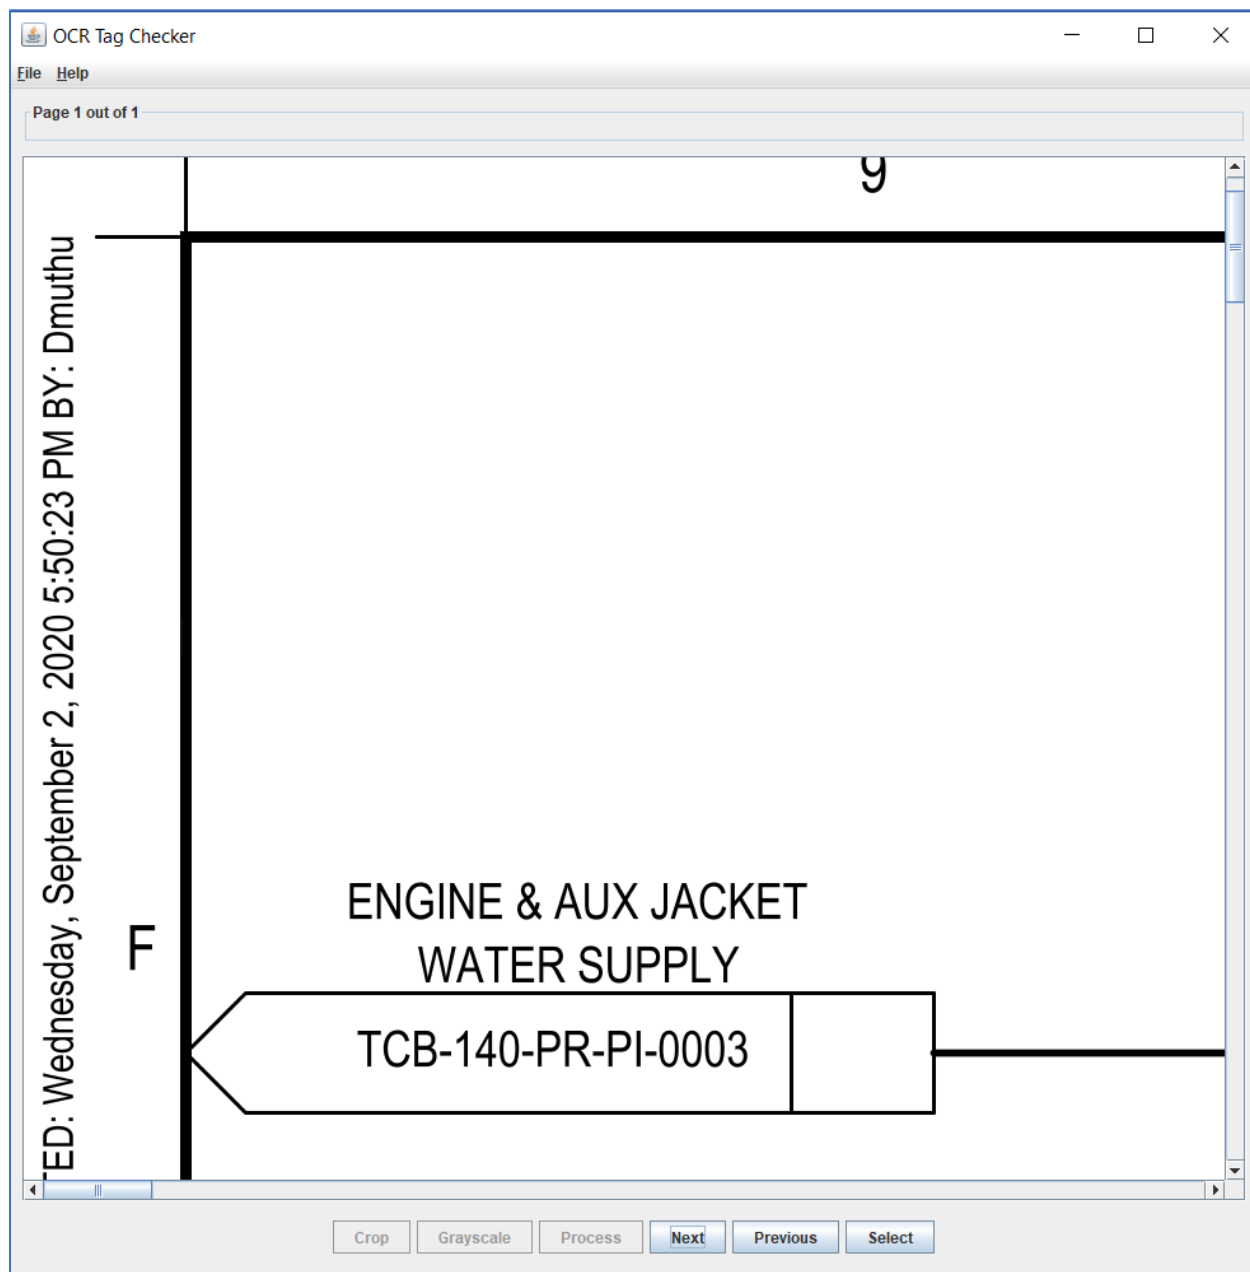 OCR Tag Checker
File Help
Page 1 out of 1
9
TED: Wednesday, September 2, 2020 5:50:23 PM BY: Dmuthu
F
ENGINE & AUX JACKET
WATER SUPPLY
TCB-140-PR-PI-0003
Crop Grayscale Process Next Previous Select